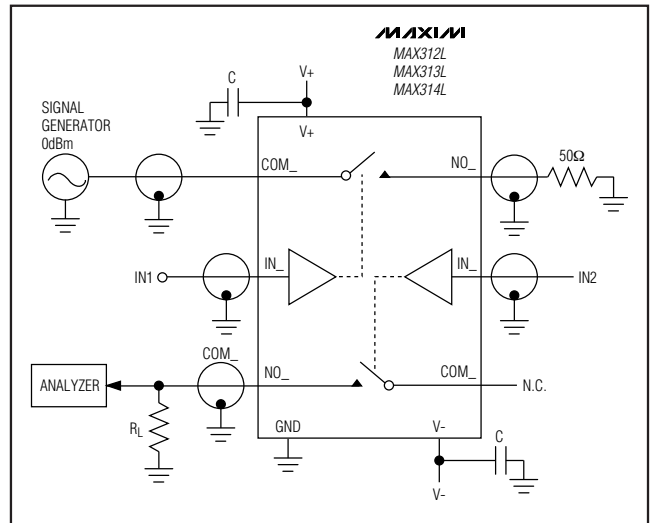 MAXIM
MAX312L
MAX313L
MAX314L
C
V+
V+
SIGNAL
GENERATOR
0dBm
COM_
NO_
50Ω
IN1
IN_
IN_
IN2
COM_
ANALYZER
NO_
COM_
N.C.
RL
GND
V-
C
V-